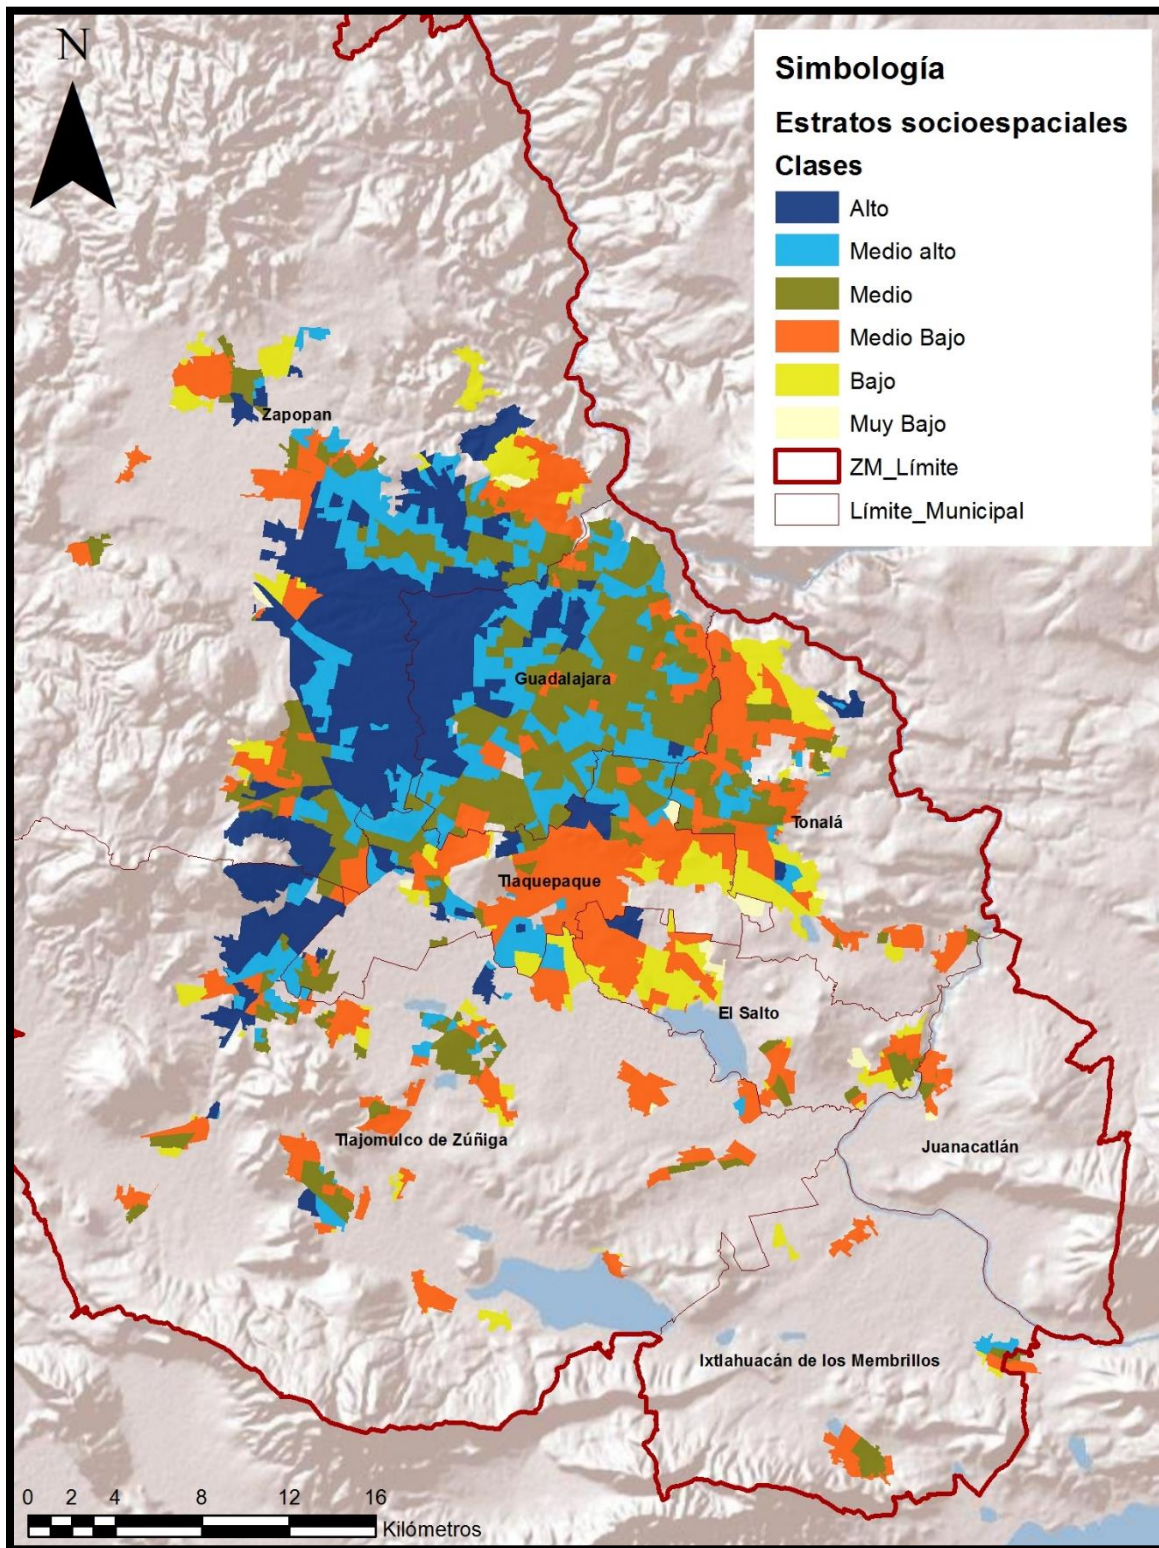 N
Simbología
Estratos socioespaciales
Clases
Alto
Medio alto
Medio
Medio Bajo
Bajo
Muy Bajo
ZM_Límite
Límite_Municipal
Zapopan
Guadalajara
Tonalá
Tlaquepaque
El Salto
Tlajomulco de Zúñiga
Juanacatlán
Ixtlahuacán de los Membrillos
0 2 4 8 12 16
Kilómetros